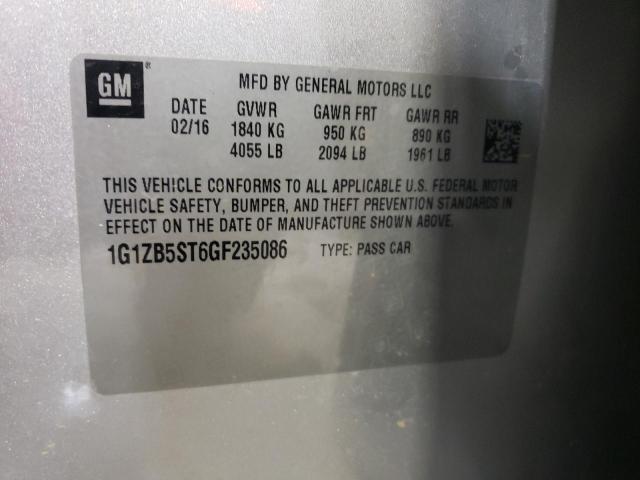 GM®
MFD BY GENERAL MOTORS LLC
DATE GVWR GAWR FRT GAWR RR
02/16 1840 KG 950 KG 890 KG
4055 LB 2094 LB 1961 LB
THIS VEHICLE CONFORMS TO ALL APPLICABLE U.S. FEDERAL MOTOR
VEHICLE SAFETY, BUMPER, AND THEFT PREVENTION STANDARDS IN
EFFECT ON THE DATE OF MANUFACTURE SHOWN ABOVE.
1G1ZB5ST6GF235086 TYPE: PASS CAR